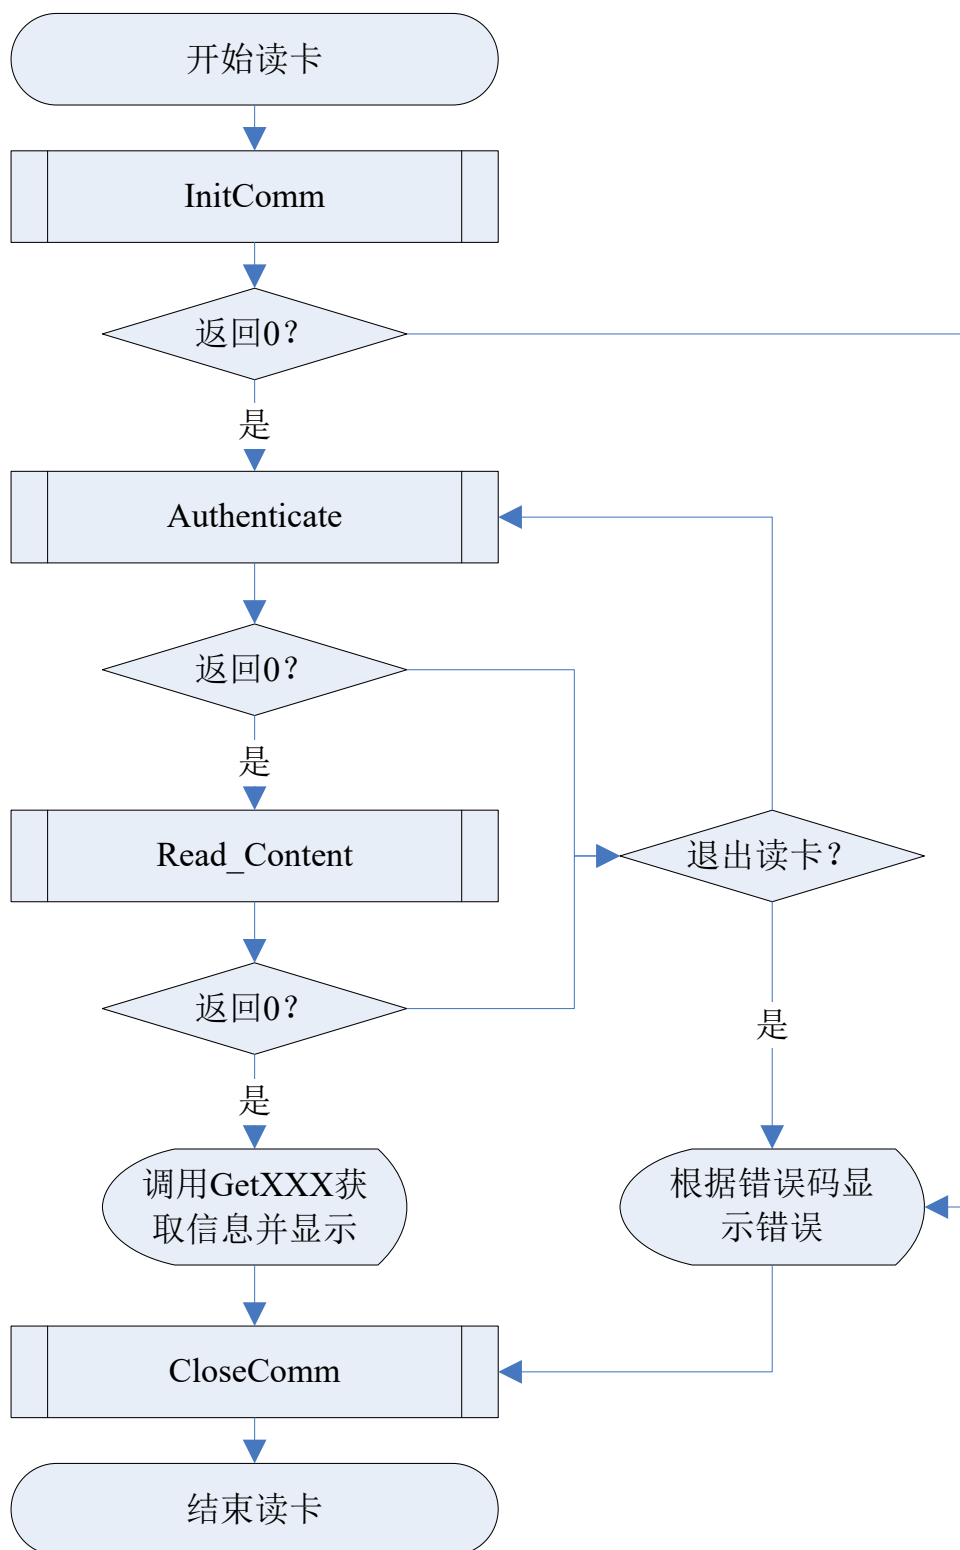 开始读卡
InitComm
返回0？
是
Authenticate
返回0？
是
Read_Content
退出读卡？
返回0？
是
是
调用GetXXX获
取信息并显示
根据错误码显
示错误
CloseComm
结束读卡